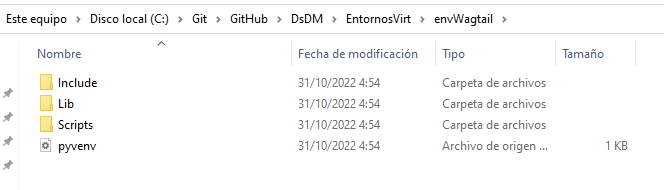 Este equipo > Disco local (C:) > Git > GitHub > DsDM > EntornosVirt > envWagtail >
Nombre Fecha de modificación Tipo Tamaño
Include 31/10/2022 4:54 Carpeta de archivos
Lib 31/10/2022 4:54 Carpeta de archivos
Scripts 31/10/2022 4:54 Carpeta de archivos
pyvenv 31/10/2022 4:54 Archivo de origen ... 1 KB